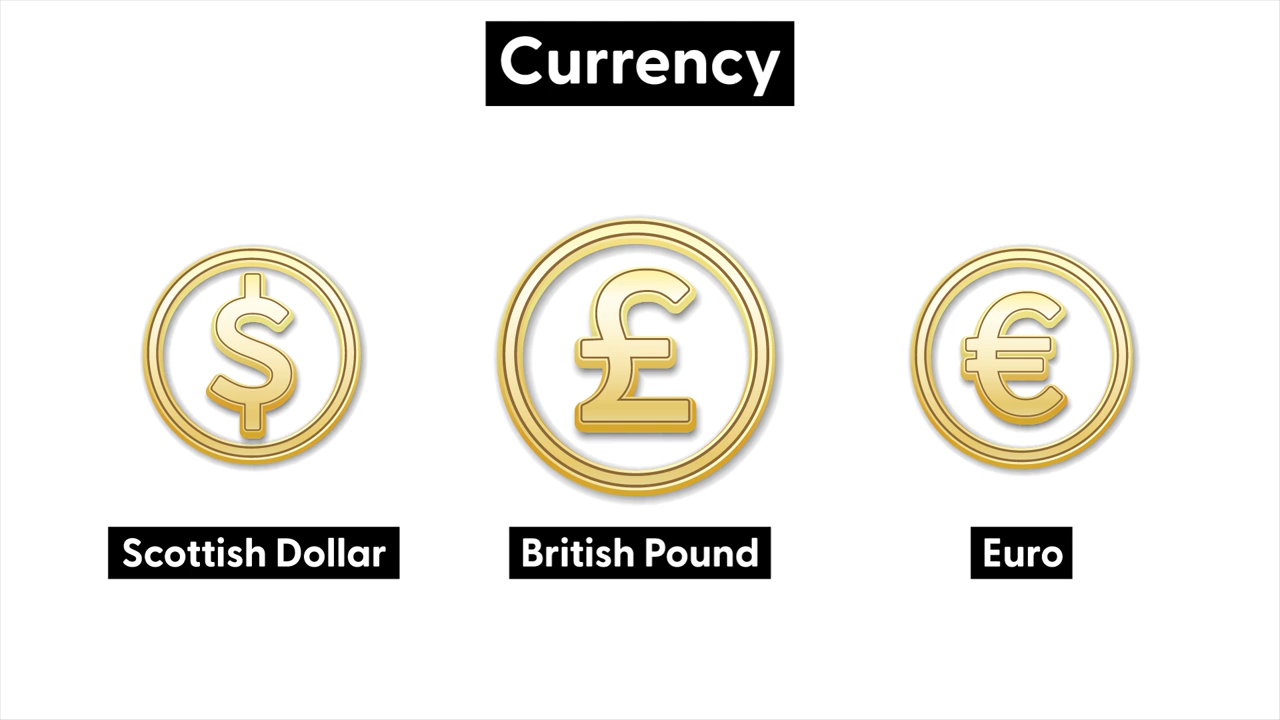 Currency
$
£
€
Scottish Dollar
British Pound
Euro